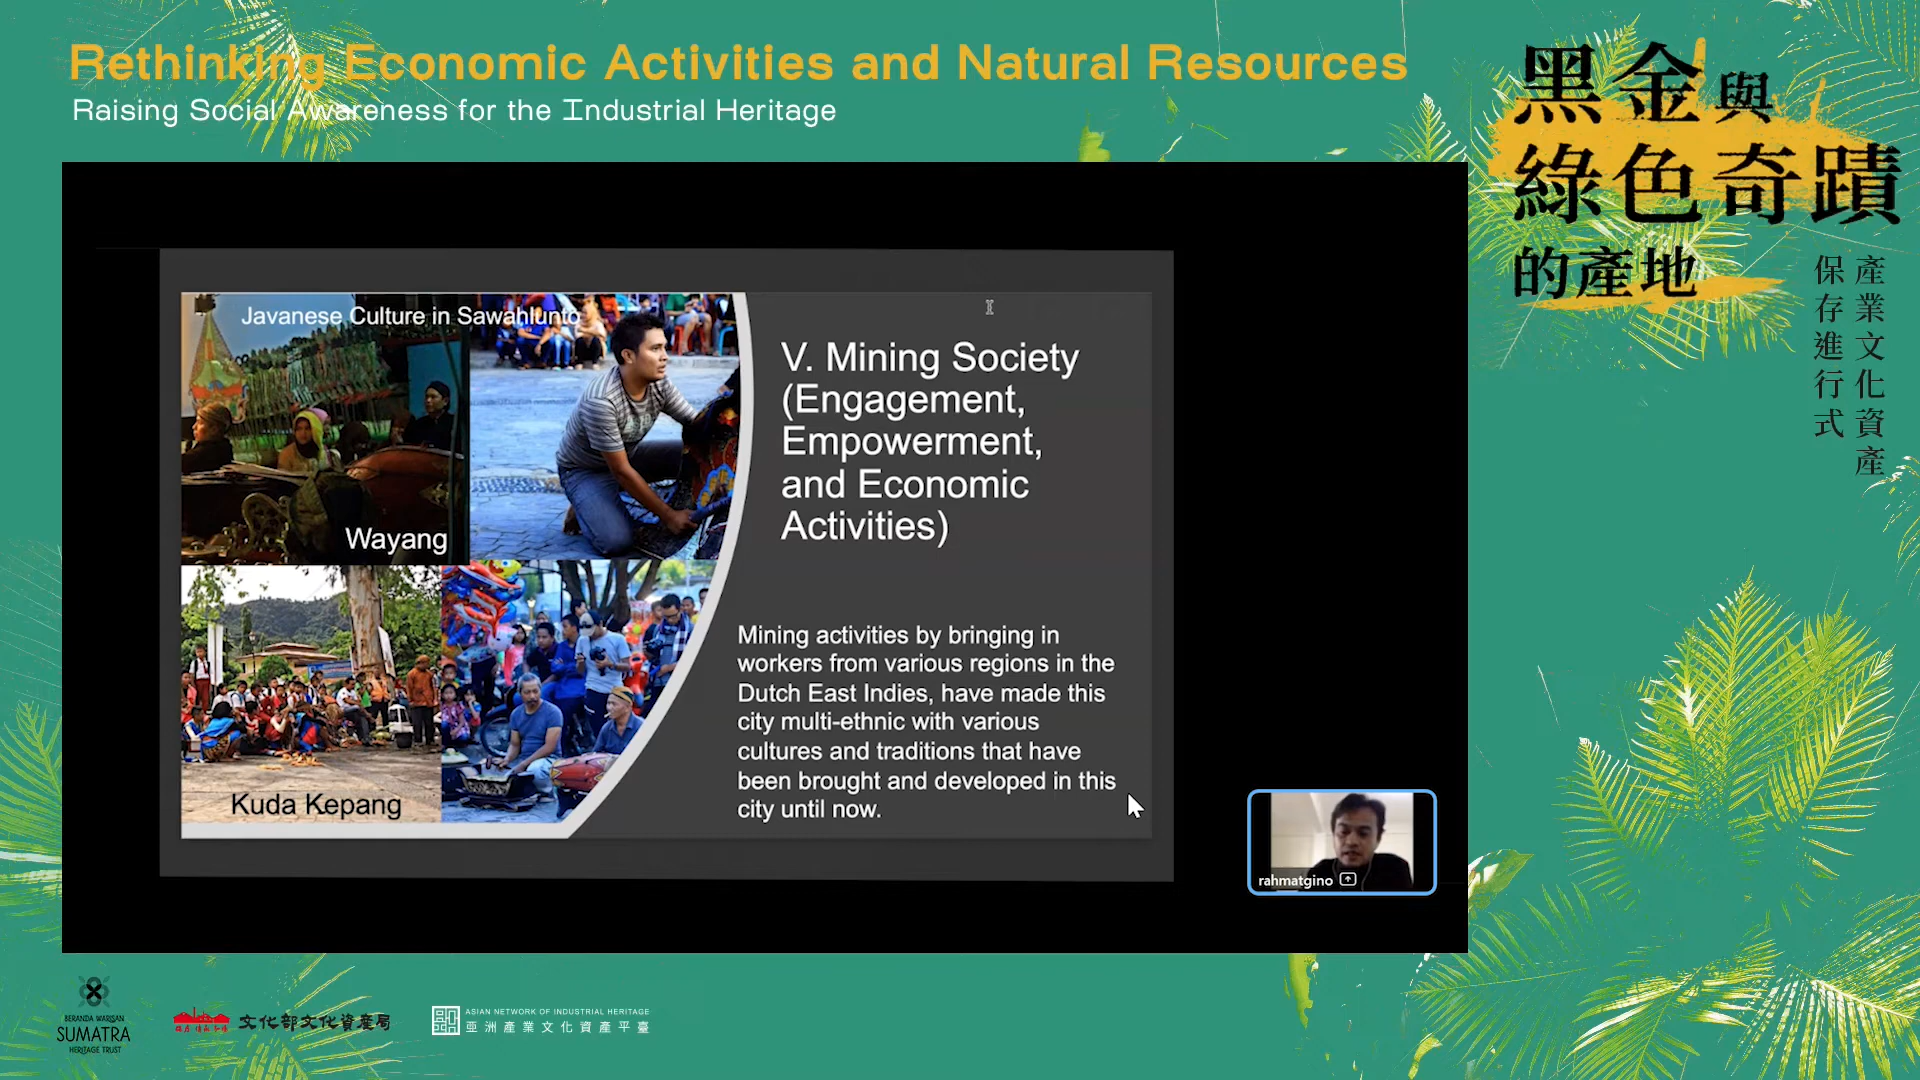 Rethinking Economic Activities and Natural Resources
Raising Social Awareness for the Industrial Heritage
黑金與
綠色奇蹟
的產地
產業文化資產
保存進行式
Javanese Culture in Sawahlunto
Wayang
Kuda Kepang
V. Mining Society
(Engagement,
Empowerment,
and Economic
Activities)
Mining activities by bringing in
workers from various regions in the
Dutch East Indies, have made this
city multi-ethnic with various
cultures and traditions that have
been brought and developed in this
city until now.
rahmatgino
BERANDA WARISAN
SUMATRA
HERITAGE TRUST
文化部文化資產局
ASIAN NETWORK OF INDUSTRIAL HERITAGE
亞洲產業文化資產平臺